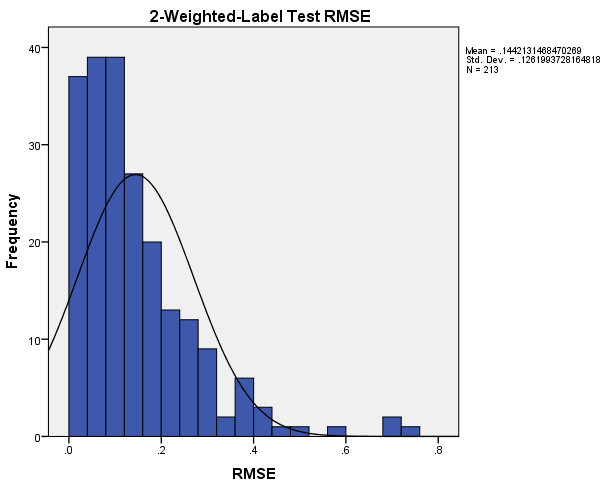 2-Weighted-Label Test RMSE
Mean = .1442131468470269
Std. Dev. = .1261993728164818
N = 213
40
30
20
10
0
Frequency
.0 .2 .4 .6 .8
RMSE